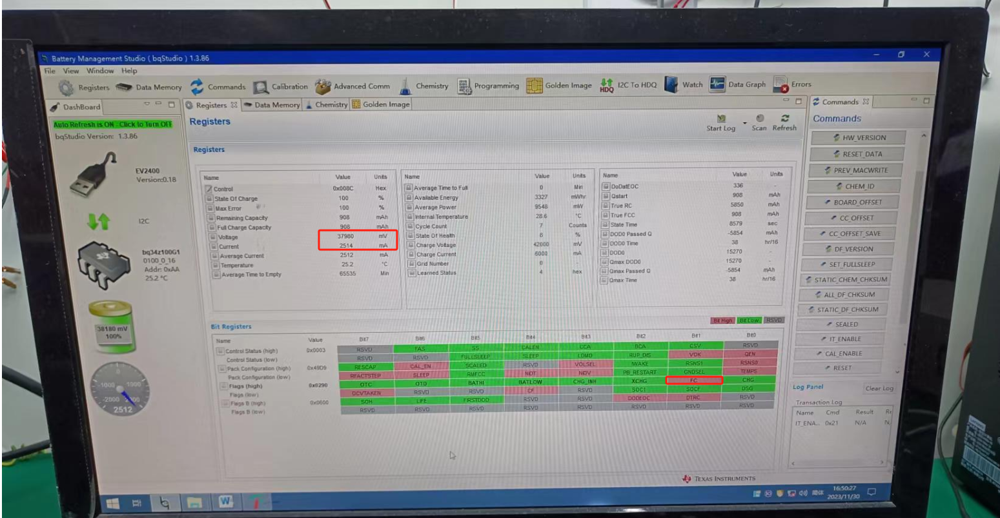 Battery Management Studio ( bqStudio ) 1.3.86
File View Window Help
Registers Data Memory Commands Calibration Advanced Comm Chemistry Programming Golden Image HDQ I2C To HDQ Watch Data Graph Errors
DashBoard
Auto Refresh is ON - Click to Turn OFF
bqStudio Version: 1.3.86
EV2400
Version:0.18
I2C
bq34z100G1
0100_0_16
Addr: 0xAA
25.2 °C
38180 mV
100%
0
-1000 1000
-2000 2000
2512
Registers Data Memory Chemistry Golden Image
Registers
Start Log Scan Refresh
Registers
Name Value Units
Control 0x008C Hex
State Of Charge 100 %
Max Error 100 %
Remaining Capacity 908 mAh
Full Charge Capacity 908 mAh
Voltage 37980 mV
Current 2514 mA
Average Current 2512 mA
Temperature 25.2 °C
Average Time to Empty 65535 Min
Name Value Units
Average Time to Full 0 Min
Available Energy 3327 mWhr
Average Power 9548 mW
Internal Temperature 28.6 °C
Cycle Count 7 Counts
State Of Health 8 %
Charge Voltage 42000 mV
Charge Current 6000 mA
Grid Number 0 -
Learned Status 4 hex
Name Value Units
DoDatEOC 336 -
Qstart 908 mAh
True RC 5850 mAh
True FCC 908 mAh
State Time 8579 sec
DOD0 Passed Q -5854 mAh
DOD0 Time 38 hr/16
DOD0 15270 -
Qmax DOD0 15270 -
Qmax Passed Q -5854 mAh
Qmax Time 38 hr/16
Bit Registers
Bit High Bit Low RSVD
Name Value Bit7 Bit6 Bit5 Bit4 Bit3 Bit2 Bit1 Bit0
Control Status (high) 0x0003 RSVD FAS SS CALEN CCA BCA CSV RSVD
Control Status (low) RSVD RSVD FULLSLEEP SLEEP LDMD RUP_DIS VOK QEN
Pack Configuration (high) 0x49D9 RESCAP CAL_EN SCALED RSVD VOLSEL IWAKE RSNS1 RSNS0
Pack Configuration (low) RFACTSTEP SLEEP RMFCC NiDT NiDV PB_RESTART GNDSEL TEMPS
Flags (high) 0x0290 OTC OTD BATHI BATLOW CHG_INH XCHG FC CHG
Flags (low) OCVTAKEN RSVD RSVD CF RSVD SOC1 SOCF DSG
Flags B (high) 0x0600 SOH LIFE FIRSTDOD RSVD RSVD DODEOC DTRC RSVD
Flags B (low) RSVD RSVD RSVD RSVD RSVD RSVD RSVD RSVD
TEXAS INSTRUMENTS
Commands
Commands
HW_VERSION
RESET_DATA
PREV_MACWRITE
CHEM_ID
BOARD_OFFSET
CC_OFFSET
CC_OFFSET_SAVE
DF_VERSION
SET_FULLSLEEP
STATIC_CHEM_CHKSUM
ALL_DF_CHKSUM
STATIC_DF_CHKSUM
SEALED
IT_ENABLE
CAL_ENABLE
RESET
Log Panel Clear Log
Transaction Log
Name Cmd Result
IT_ENA... 0x21 N/A
简体
16:50:27
2023/11/30
Lenovo